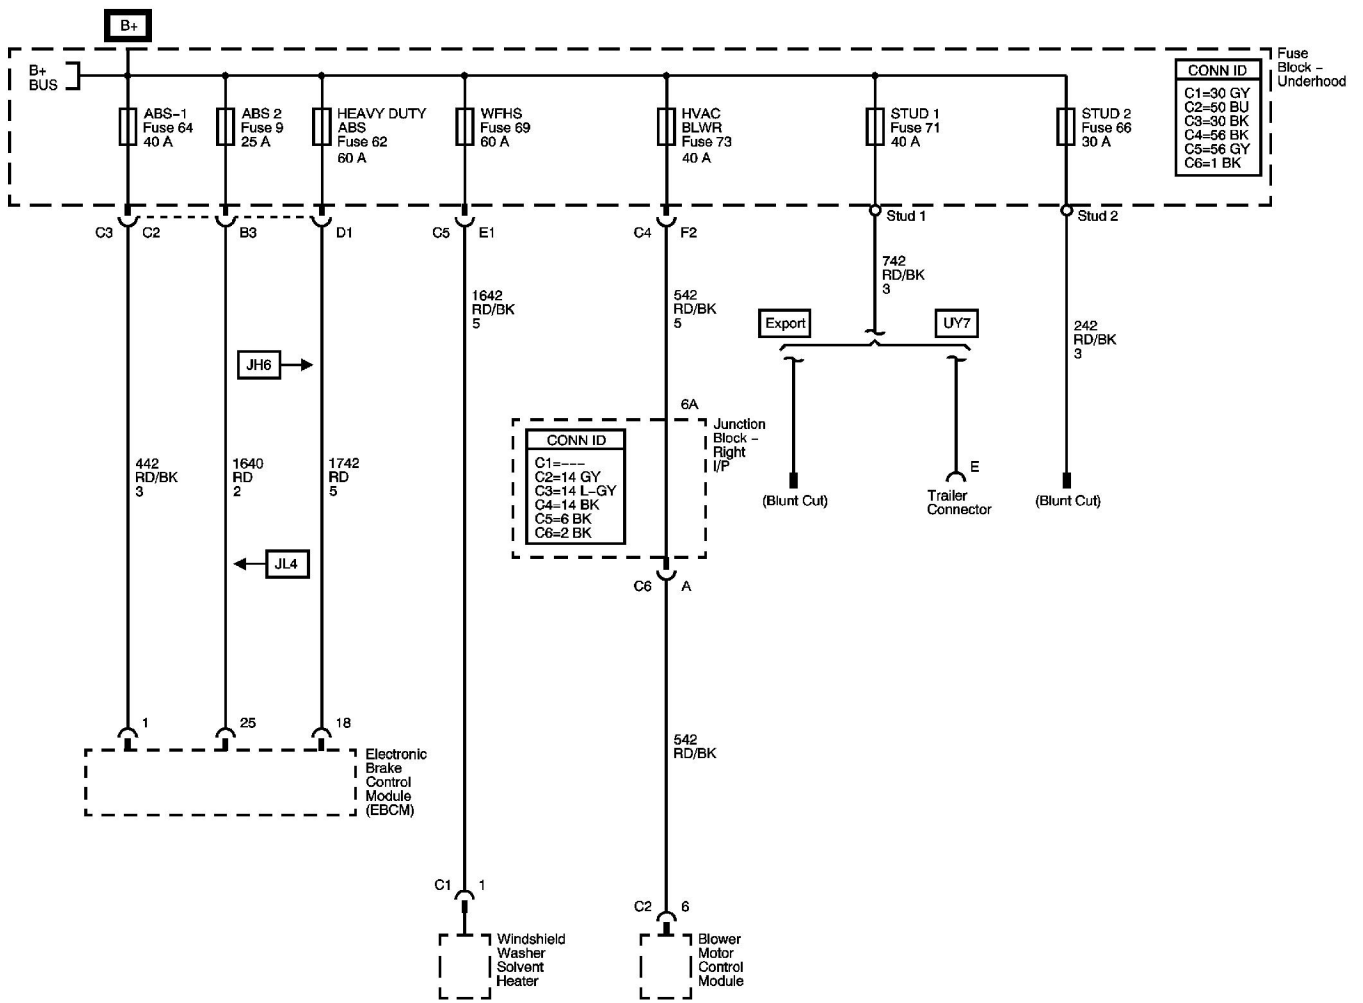 B+
B+
BUS
Fuse
Block –
Underhood
CONN ID
C1=30 GY
C2=50 BU
C3=30 BK
C4=56 BK
C5=56 GY
C6=1 BK
ABS–1
Fuse 64
40 A
ABS 2
Fuse 9
25 A
HEAVY DUTY
ABS
Fuse 62
60 A
WFHS
Fuse 69
60 A
HVAC
BLWR
Fuse 73
40 A
STUD 1
Fuse 71
40 A
STUD 2
Fuse 66
30 A
C3 C2
B3
D1
C5 E1
C4 F2
Stud 1
Stud 2
742
RD/BK
3
1642
RD/BK
5
542
RD/BK
5
Export
UY7
242
RD/BK
3
JH6
6A
Junction
Block –
Right
I/P
CONN ID
C1=–––
C2=14 GY
C3=14 L–GY
C4=14 BK
C5=6 BK
C6=2 BK
442
RD/BK
3
1640
RD
2
1742
RD
5
E
(Blunt Cut)
Trailer
Connector
(Blunt Cut)
JL4
C6 A
1
25
18
Electronic
Brake
Control
Module
(EBCM)
542
RD/BK
C1 1
C2 6
Windshield
Washer
Solvent
Heater
Blower
Motor
Control
Module